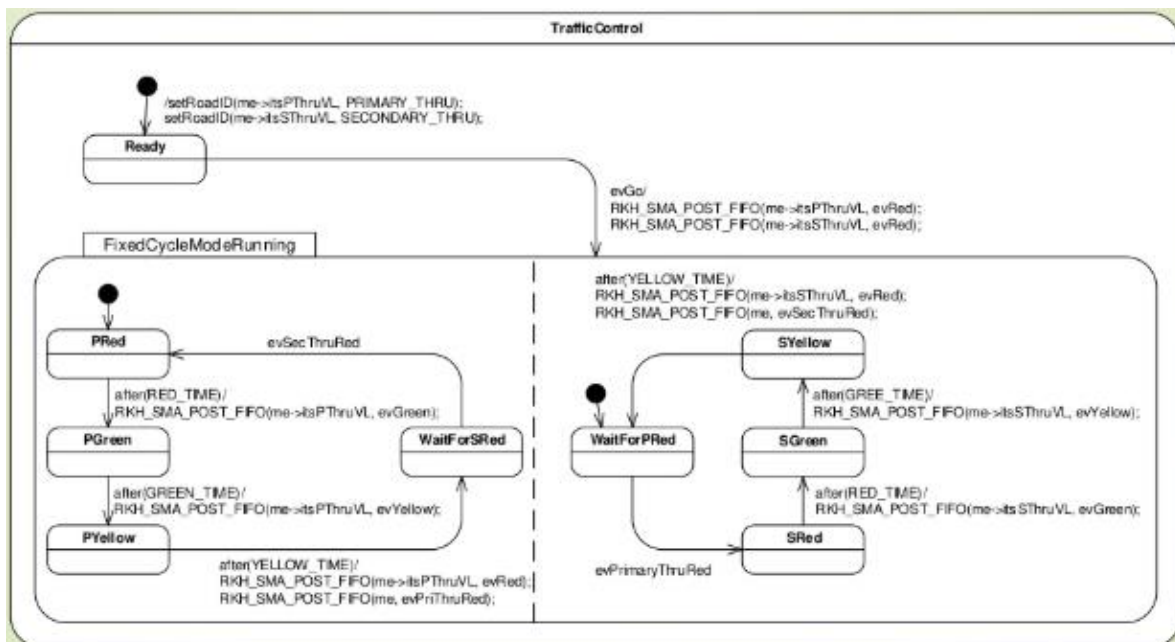 TrafficControl
/setRoadID(me->itsPThruVL, PRIMARY_THRU);
setRoadID(me->itsSThruVL, SECONDARY_THRU);
Ready
evGo/
RKH_SMA_POST_FIFO(me->itsPThruVL, evRed);
RKH_SMA_POST_FIFO(me->itsSThruVL, evRed);
FixedCycleModeRunning
PRed
evSecThruRed
after(RED_TIME)/
RKH_SMA_POST_FIFO(me->itsPThruVL, evGreen);
PGreen
WaitForSRed
after(GREEN_TIME)/
RKH_SMA_POST_FIFO(me->itsPThruVL, evYellow);
PYellow
after(YELLOW_TIME)/
RKH_SMA_POST_FIFO(me->itsPThruVL, evRed);
RKH_SMA_POST_FIFO(me, evPriThruRed);
after(YELLOW_TIME)/
RKH_SMA_POST_FIFO(me->itsSThruVL, evRed);
RKH_SMA_POST_FIFO(me, evSecThruRed);
SYellow
after(GREE_TIME)/
RKH_SMA_POST_FIFO(me->itsSThruVL, evYellow);
WaitForPRed
SGreen
after(RED_TIME)/
RKH_SMA_POST_FIFO(me->itsSThruVL, evGreen);
SRed
evPrimaryThruRed